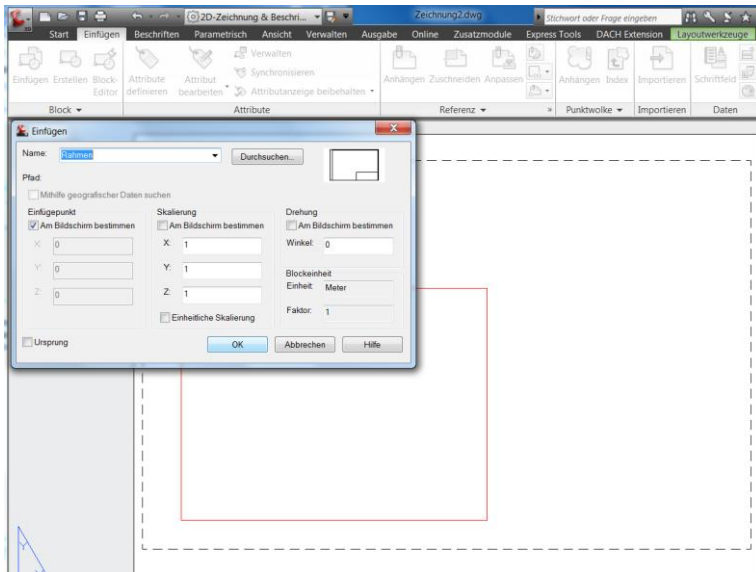 2D-Zeichnung & Beschri...
Zeichnung2.dwg
Stichwort oder Frage eingeben
Start Einfügen Beschriften Parametrisch Ansicht Verwalten Ausgabe Online Zusatzmodule Express Tools DACH Extension Layoutwerkzeuge
Verwalten
Synchronisieren
Einfügen Erstellen Block-Editor
Attribute definieren
Attribut bearbeiten
Attributanzeige beibehalten
Anhängen Zuschneiden Anpassen
Anhängen Index
Importieren
Schriftfeld
Block Attribute Referenz Punktwolke Importieren Daten
Einfügen
Name: Rahmen Durchsuchen...
Pfad:
Mithilfe geografischer Daten suchen
Einfügepunkt Skalierung Drehung
Am Bildschirm bestimmen Am Bildschirm bestimmen Am Bildschirm bestimmen
X: 0 X: 1 Winkel: 0
Y: 0 Y: 1 Blockeinheit
Einheit: Meter
Z: 0 Z: 1
Faktor: 1
Einheitliche Skalierung
Ursprung OK Abbrechen Hilfe
Y